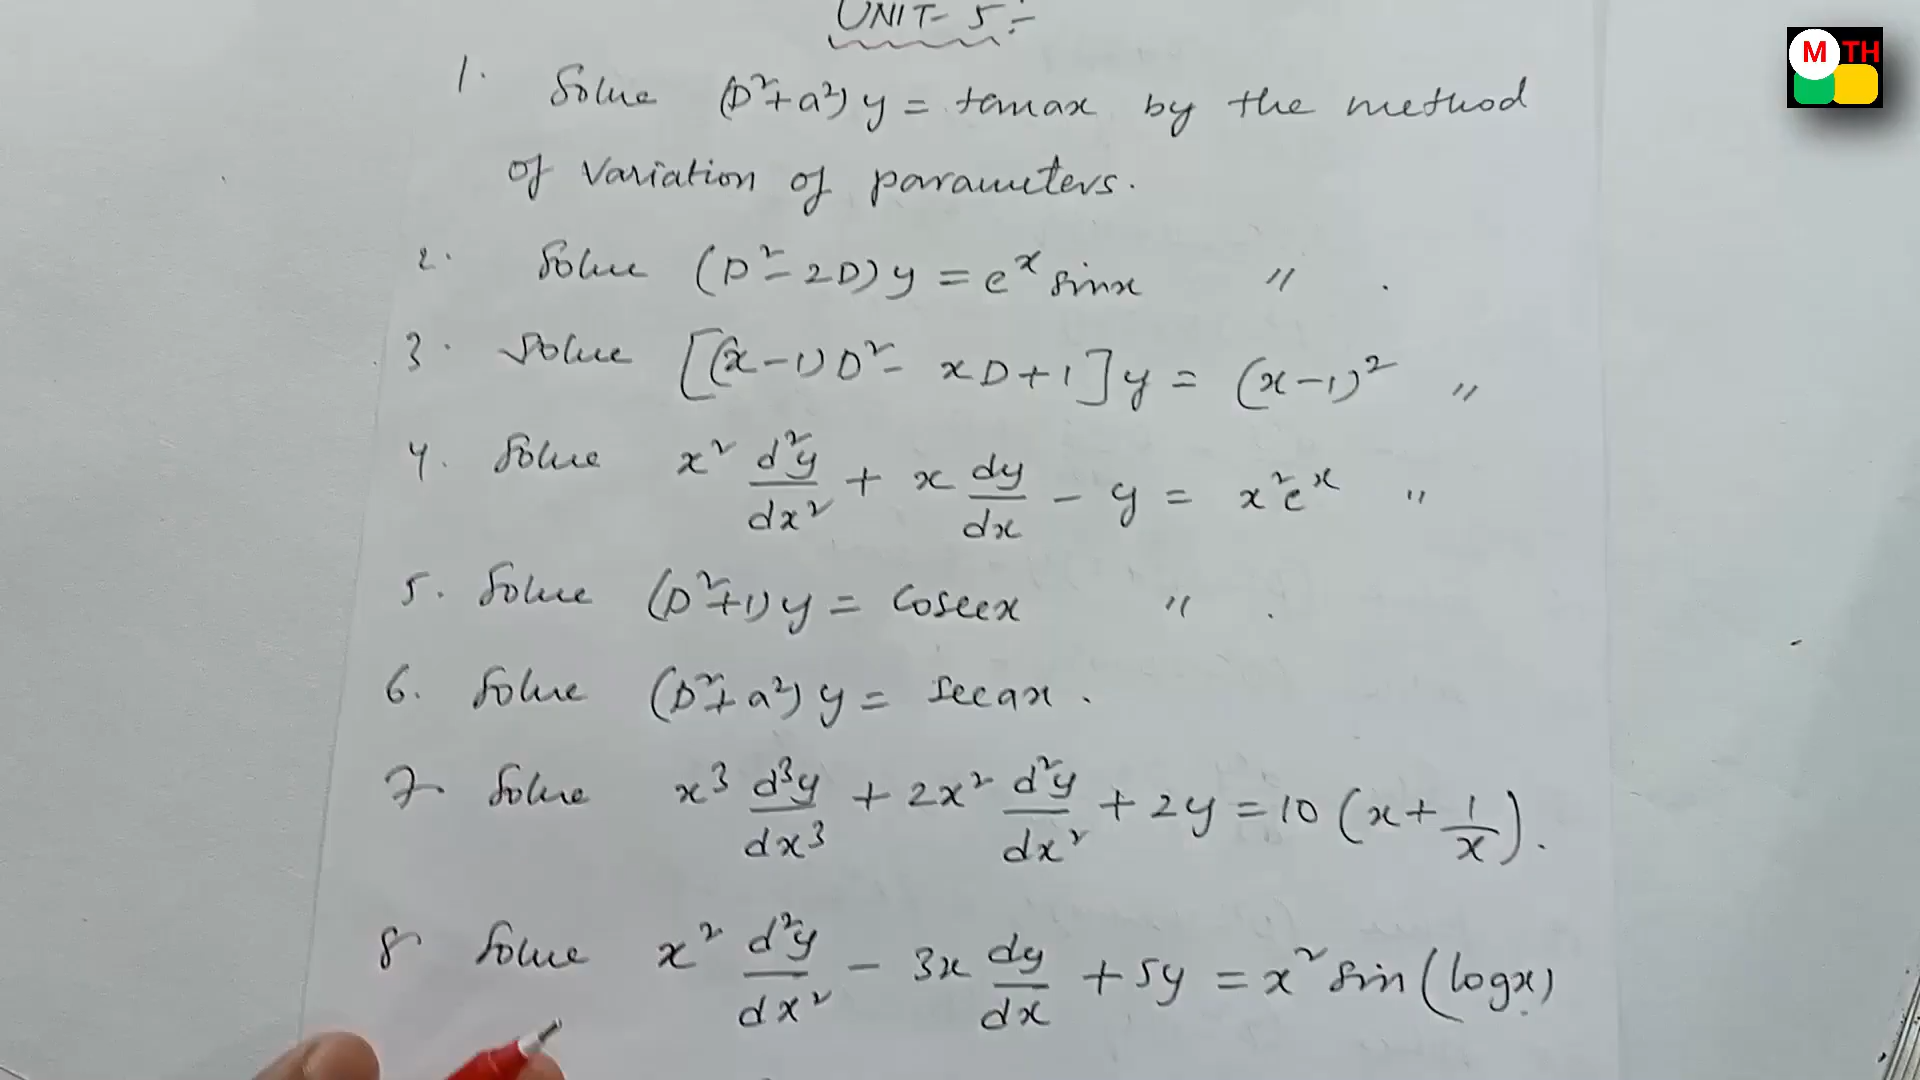 UNIT- 5:-
M TH
1. Solve (D²+a²) y = tanax by the method
of Variation of parameters.
2. Solve (D²-2D) y = eˣ sinx " .
3. Solve [(x-1)D²- xD+1] y = (x-1)² "
4. Solve x² d²y/dx² + x dy/dx - y = x²eˣ "
5. Solve (D²+1) y = Cosecx " .
6. Solve (D²+a²) y = Secax .
7. Solve x³ d³y/dx³ + 2x² d²y/dx² + 2y = 10 (x + 1/x) .
8 Solve x² d²y/dx² - 3x dy/dx + 5y = x² sin (logx)